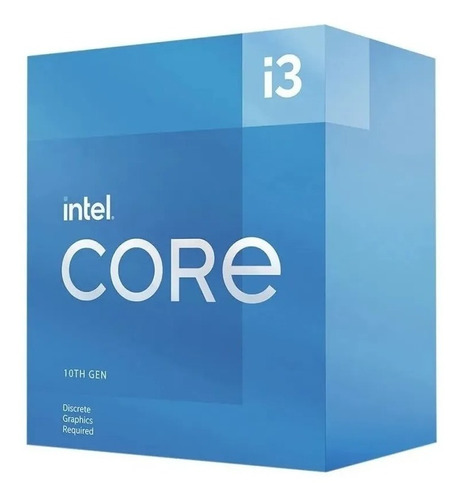 i3
intel.
CORE
10TH GEN
Discrete
Graphics
Required